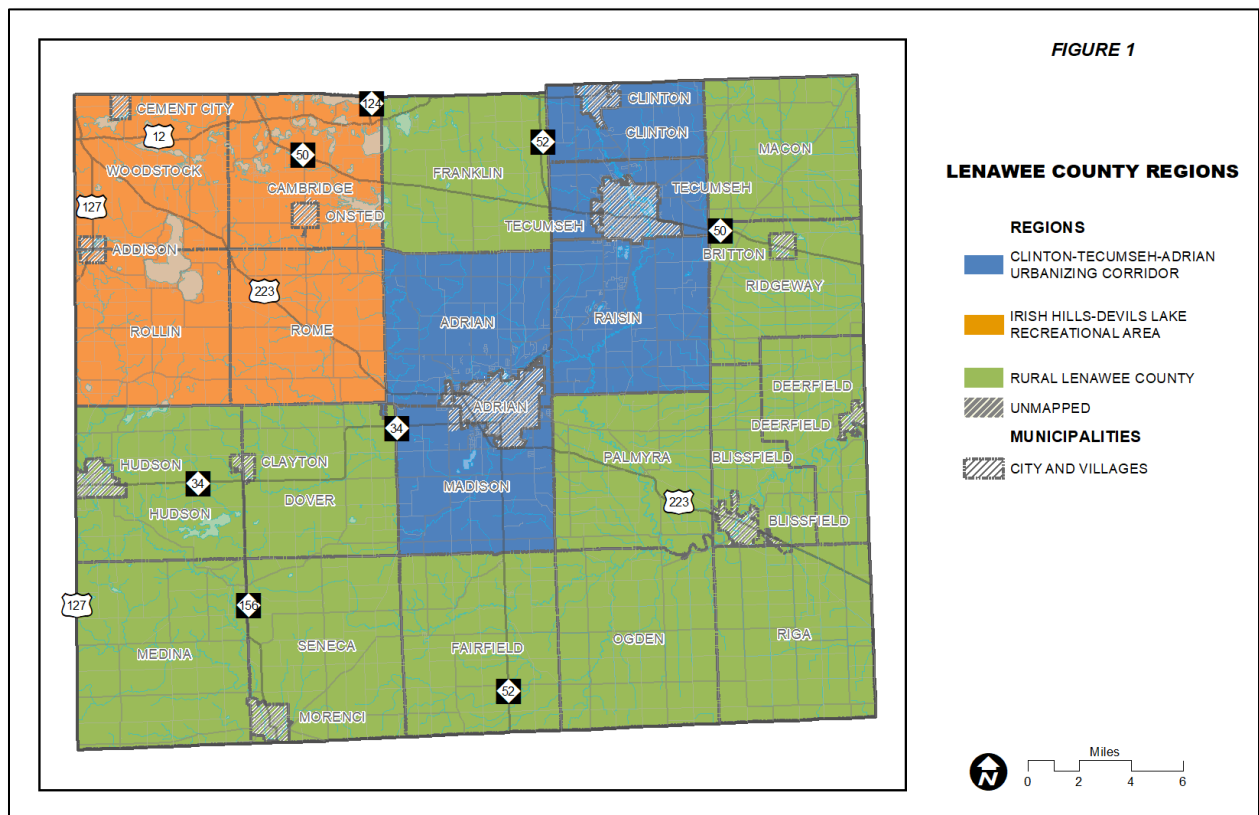 FIGURE 1
LENAWEE COUNTY REGIONS
REGIONS
CLINTON-TECUMSEH-ADRIAN
URBANIZING CORRIDOR
IRISH HILLS-DEVILS LAKE
RECREATIONAL AREA
RURAL LENAWEE COUNTY
UNMAPPED
MUNICIPALITIES
CITY AND VILLAGES
CEMENT CITY
124
CLINTON
12
CLINTON
52
50
MACON
WOODSTOCK
FRANKLIN
CAMBRIDGE
TECUMSEH
127
ONSTED
TECUMSEH
50
ADDISON
BRITTON
RIDGEWAY
223
ROLLIN
ROME
ADRIAN
RAISIN
DEERFIELD
ADRIAN
DEERFIELD
34
HUDSON
CLAYTON
PALMYRA
BLISSFIELD
34
MADISON
DOVER
223
HUDSON
BLISSFIELD
127
156
MEDINA
SENECA
FAIRFIELD
OGDEN
RIGA
52
MORENCI
N
Miles
0 2 4 6